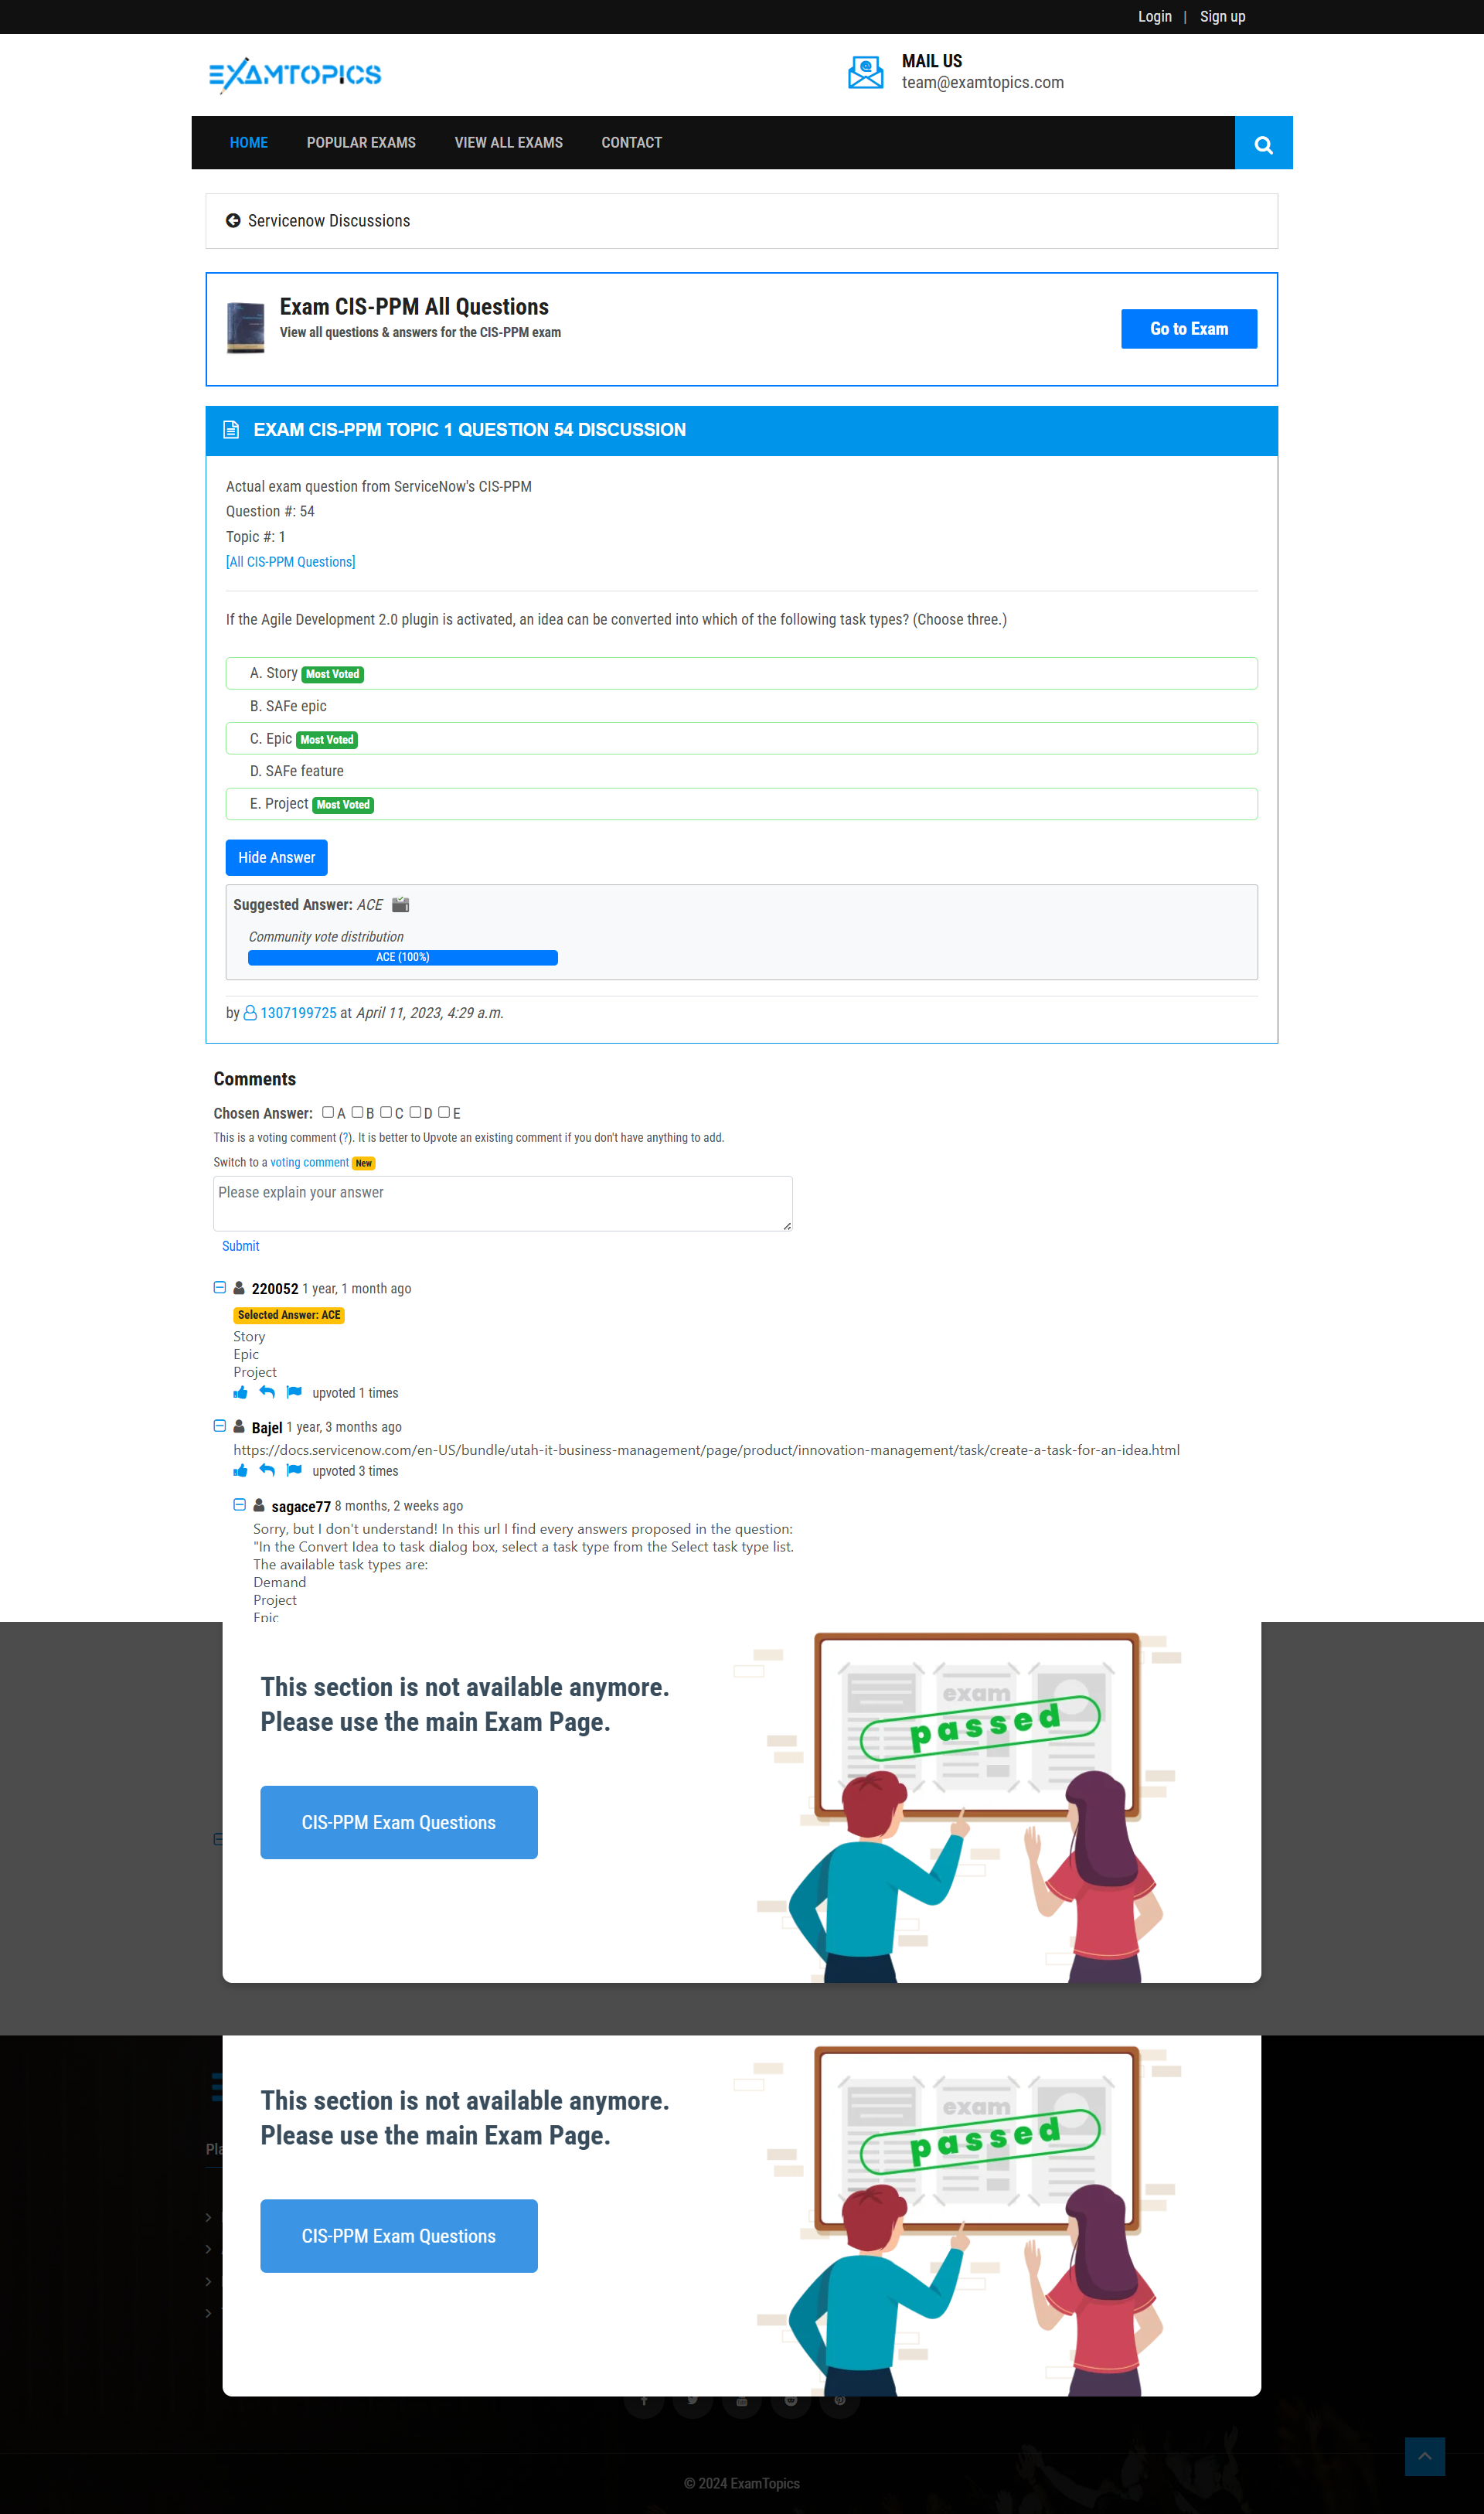 Login | Sign up
EXAMTOPICS
MAIL US
team@examtopics.com
HOME POPULAR EXAMS VIEW ALL EXAMS CONTACT
Servicenow Discussions
Exam CIS-PPM All Questions
View all questions & answers for the CIS-PPM exam
Go to Exam
EXAM CIS-PPM TOPIC 1 QUESTION 54 DISCUSSION
Actual exam question from ServiceNow's CIS-PPM
Question #: 54
Topic #: 1
[All CIS-PPM Questions]
If the Agile Development 2.0 plugin is activated, an idea can be converted into which of the following task types? (Choose three.)
A. Story Most Voted
B. SAFe epic
C. Epic Most Voted
D. SAFe feature
E. Project Most Voted
Hide Answer
Suggested Answer: ACE
Community vote distribution
ACE (100%)
by 1307199725 at April 11, 2023, 4:29 a.m.
Comments
Chosen Answer: A B C D E
This is a voting comment (?). It is better to Upvote an existing comment if you don't have anything to add.
Switch to a voting comment New
Please explain your answer
Submit
220052 1 year, 1 month ago
Selected Answer: ACE
Story
Epic
Project
upvoted 1 times
Bajel 1 year, 3 months ago
https://docs.servicenow.com/en-US/bundle/utah-it-business-management/page/product/innovation-management/task/create-a-task-for-an-idea.html
upvoted 3 times
sagace77 8 months, 2 weeks ago
Sorry, but I don't understand! In this url I find every answers proposed in the question:
"In the Convert Idea to task dialog box, select a task type from the Select task type list.
The available task types are:
Demand
Project
Epic
This section is not available anymore.
Please use the main Exam Page.
CIS-PPM Exam Questions
exam
passed
This section is not available anymore.
Please use the main Exam Page.
CIS-PPM Exam Questions
exam
passed
© 2024 ExamTopics